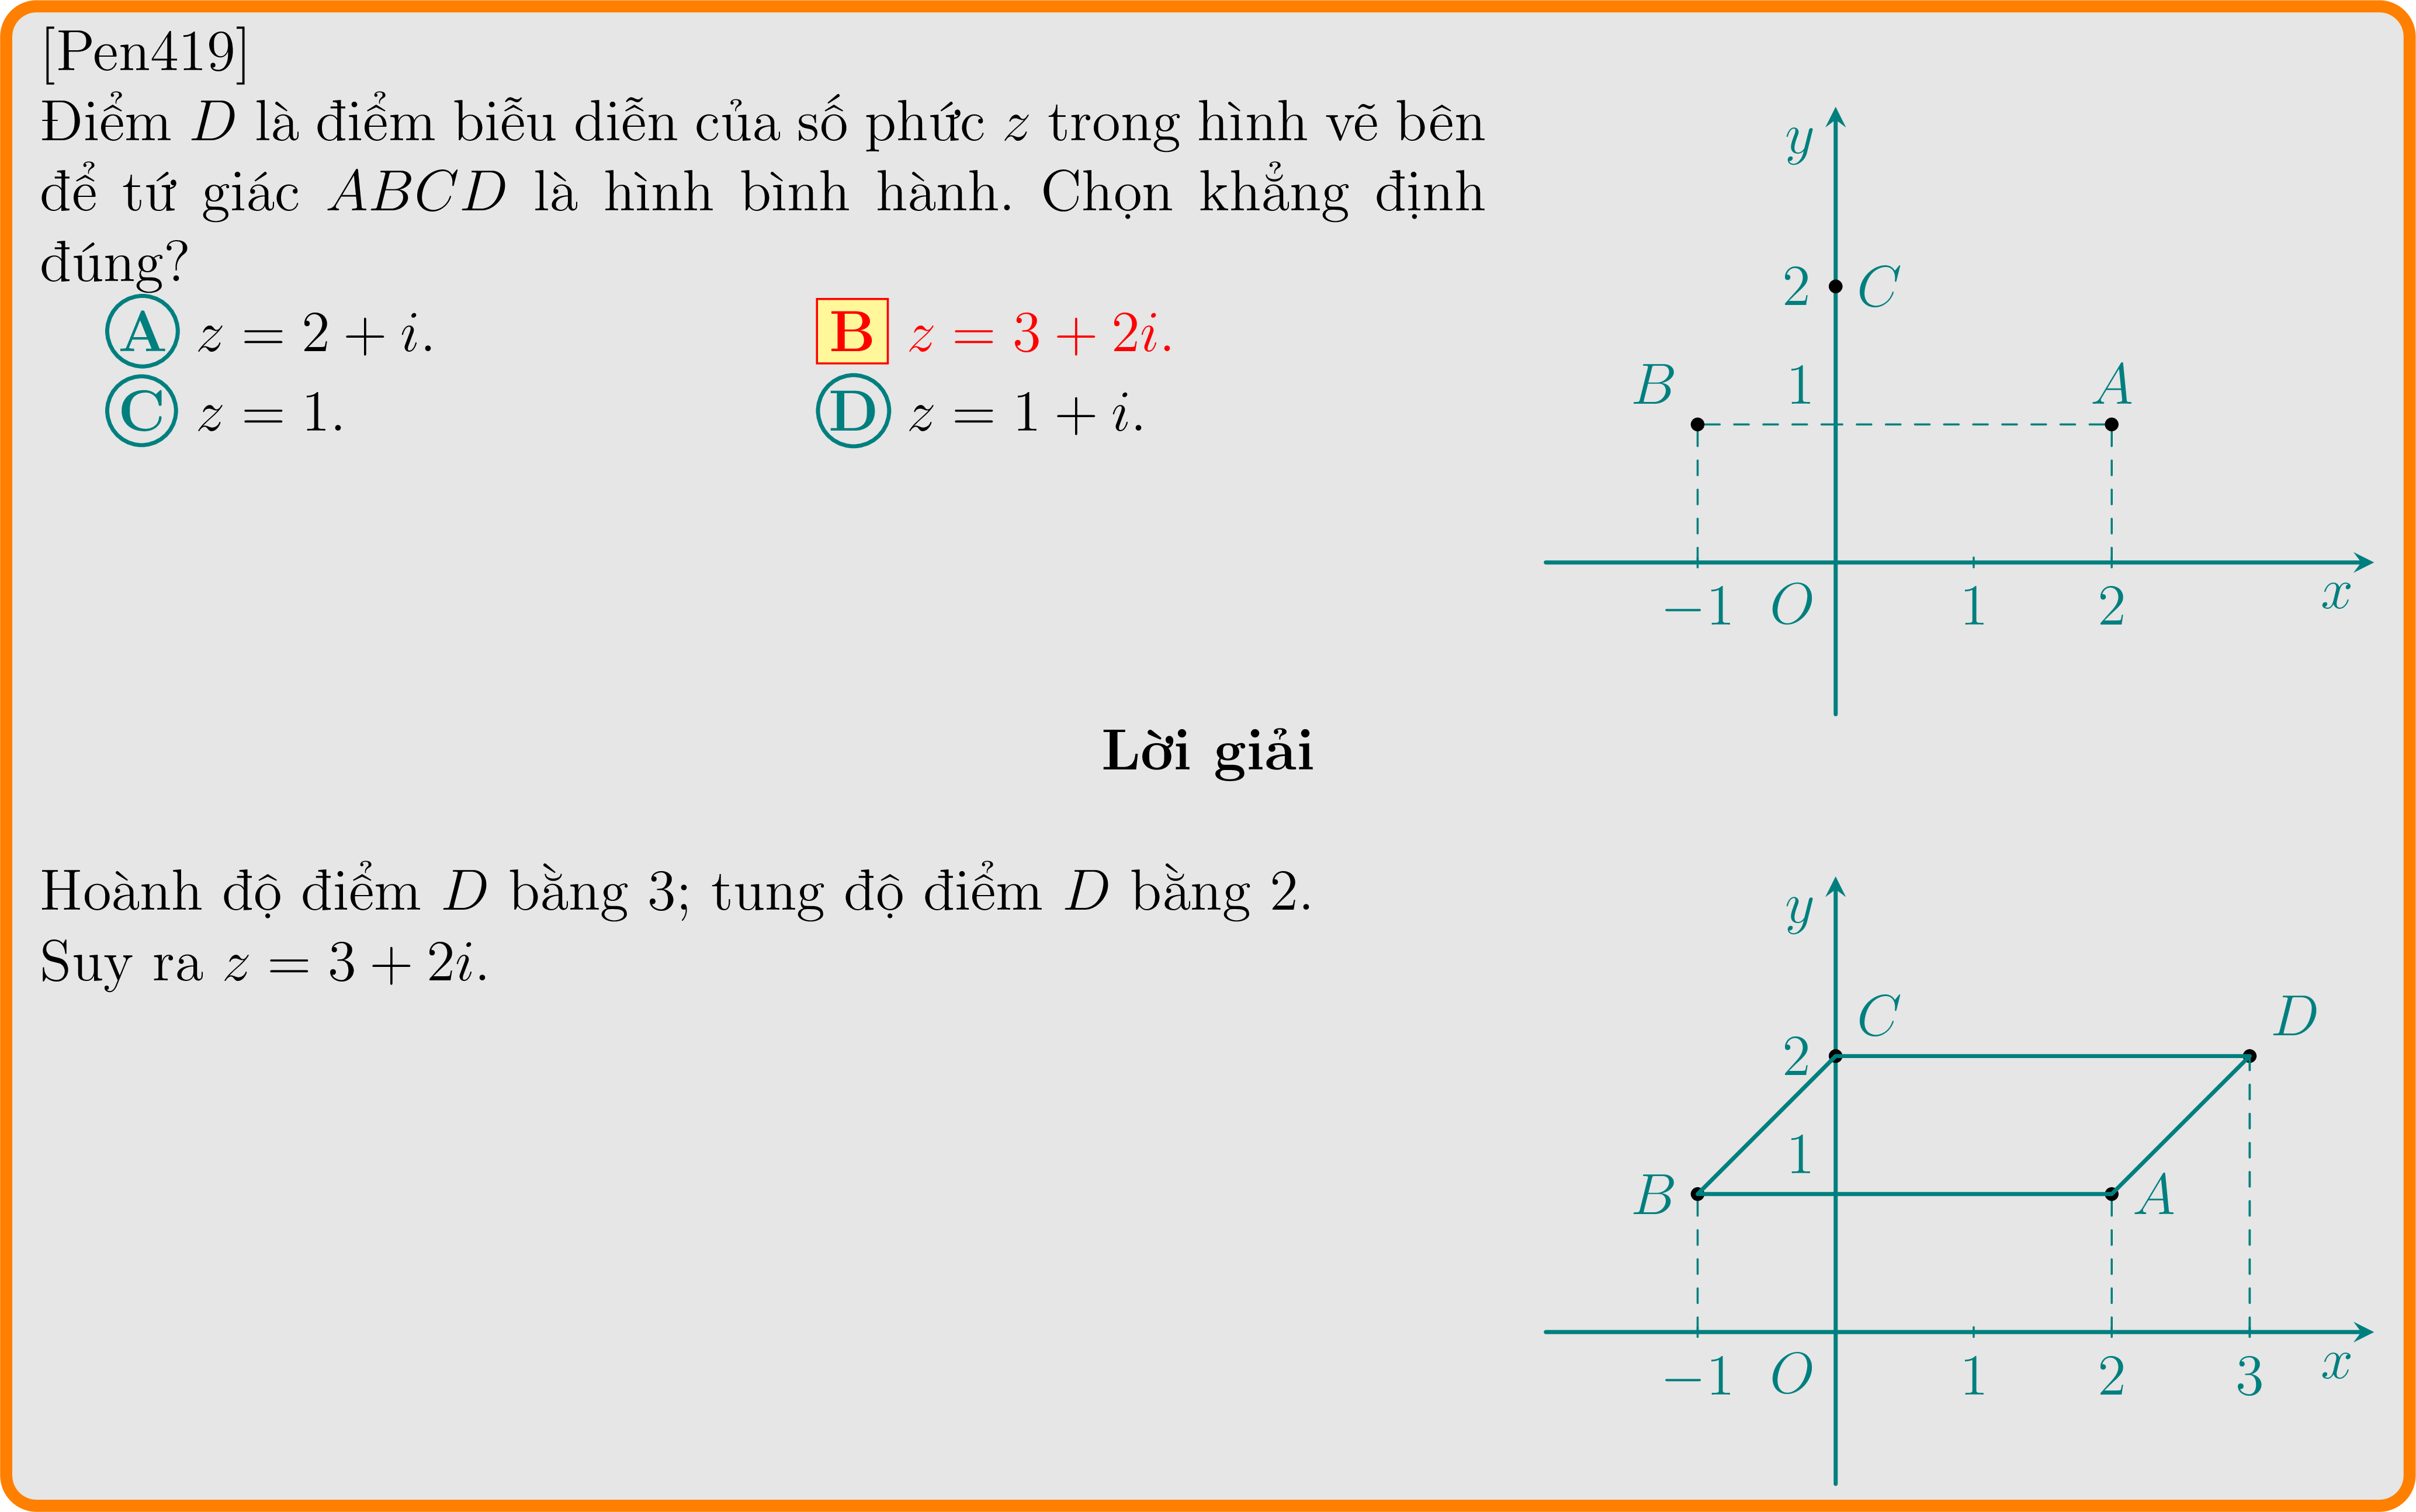 [Pen419]
Điểm D là điểm biễu diễn của số phức z trong hình vẽ bên
để tứ giác ABCD là hình bình hành. Chọn khẳng định
đúng?
A z = 2 + i.
B z = 3 + 2i.
C z = 1.
D z = 1 + i.
y
2 C
B 1 A
−1 O 1 2 x
Lời giải
Hoành độ điểm D bằng 3; tung độ điểm D bằng 2.
Suy ra z = 3 + 2i.
y
C D
2
1
B A
−1 O 1 2 3 x